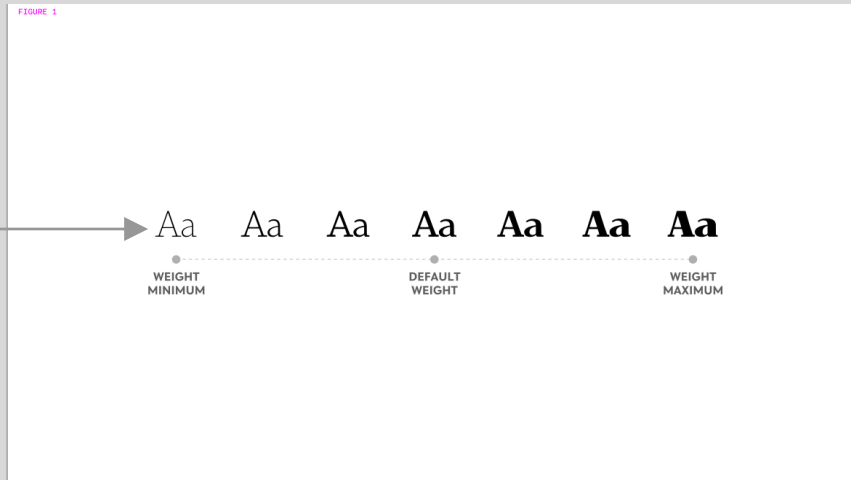 FIGURE 1
Aa Aa Aa Aa Aa Aa Aa
WEIGHT MINIMUM
DEFAULT WEIGHT
WEIGHT MAXIMUM